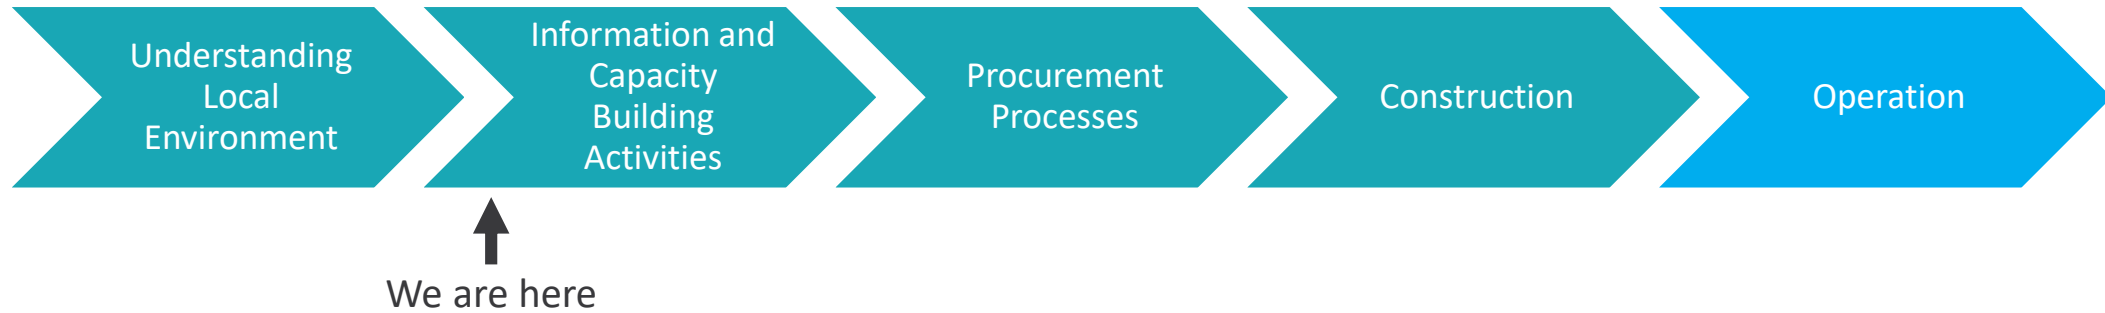 Understanding
Local
Environment
Information and
Capacity
Building
Activities
Procurement
Processes
Construction
Operation
We are here